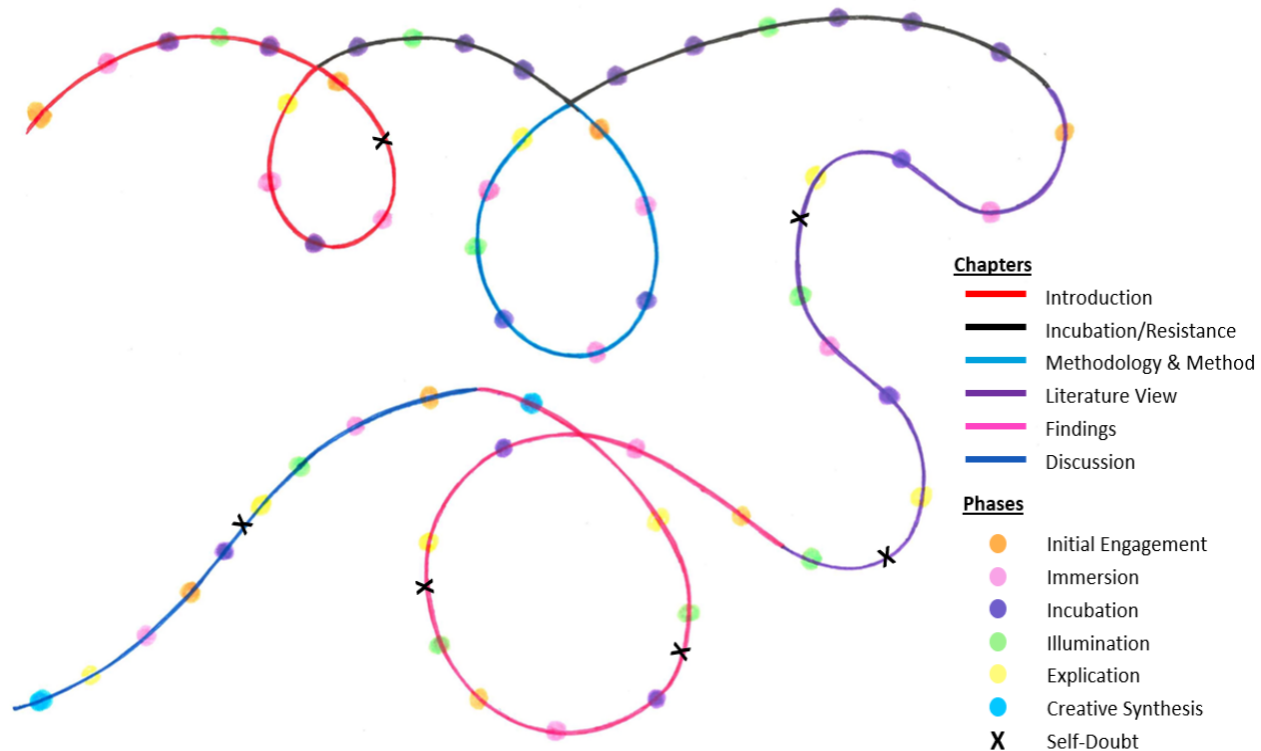 Chapters
Introduction
Incubation/Resistance
Methodology & Method
Literature View
Findings
Discussion
Phases
Initial Engagement
Immersion
Incubation
Illumination
Explication
Creative Synthesis
X Self-Doubt